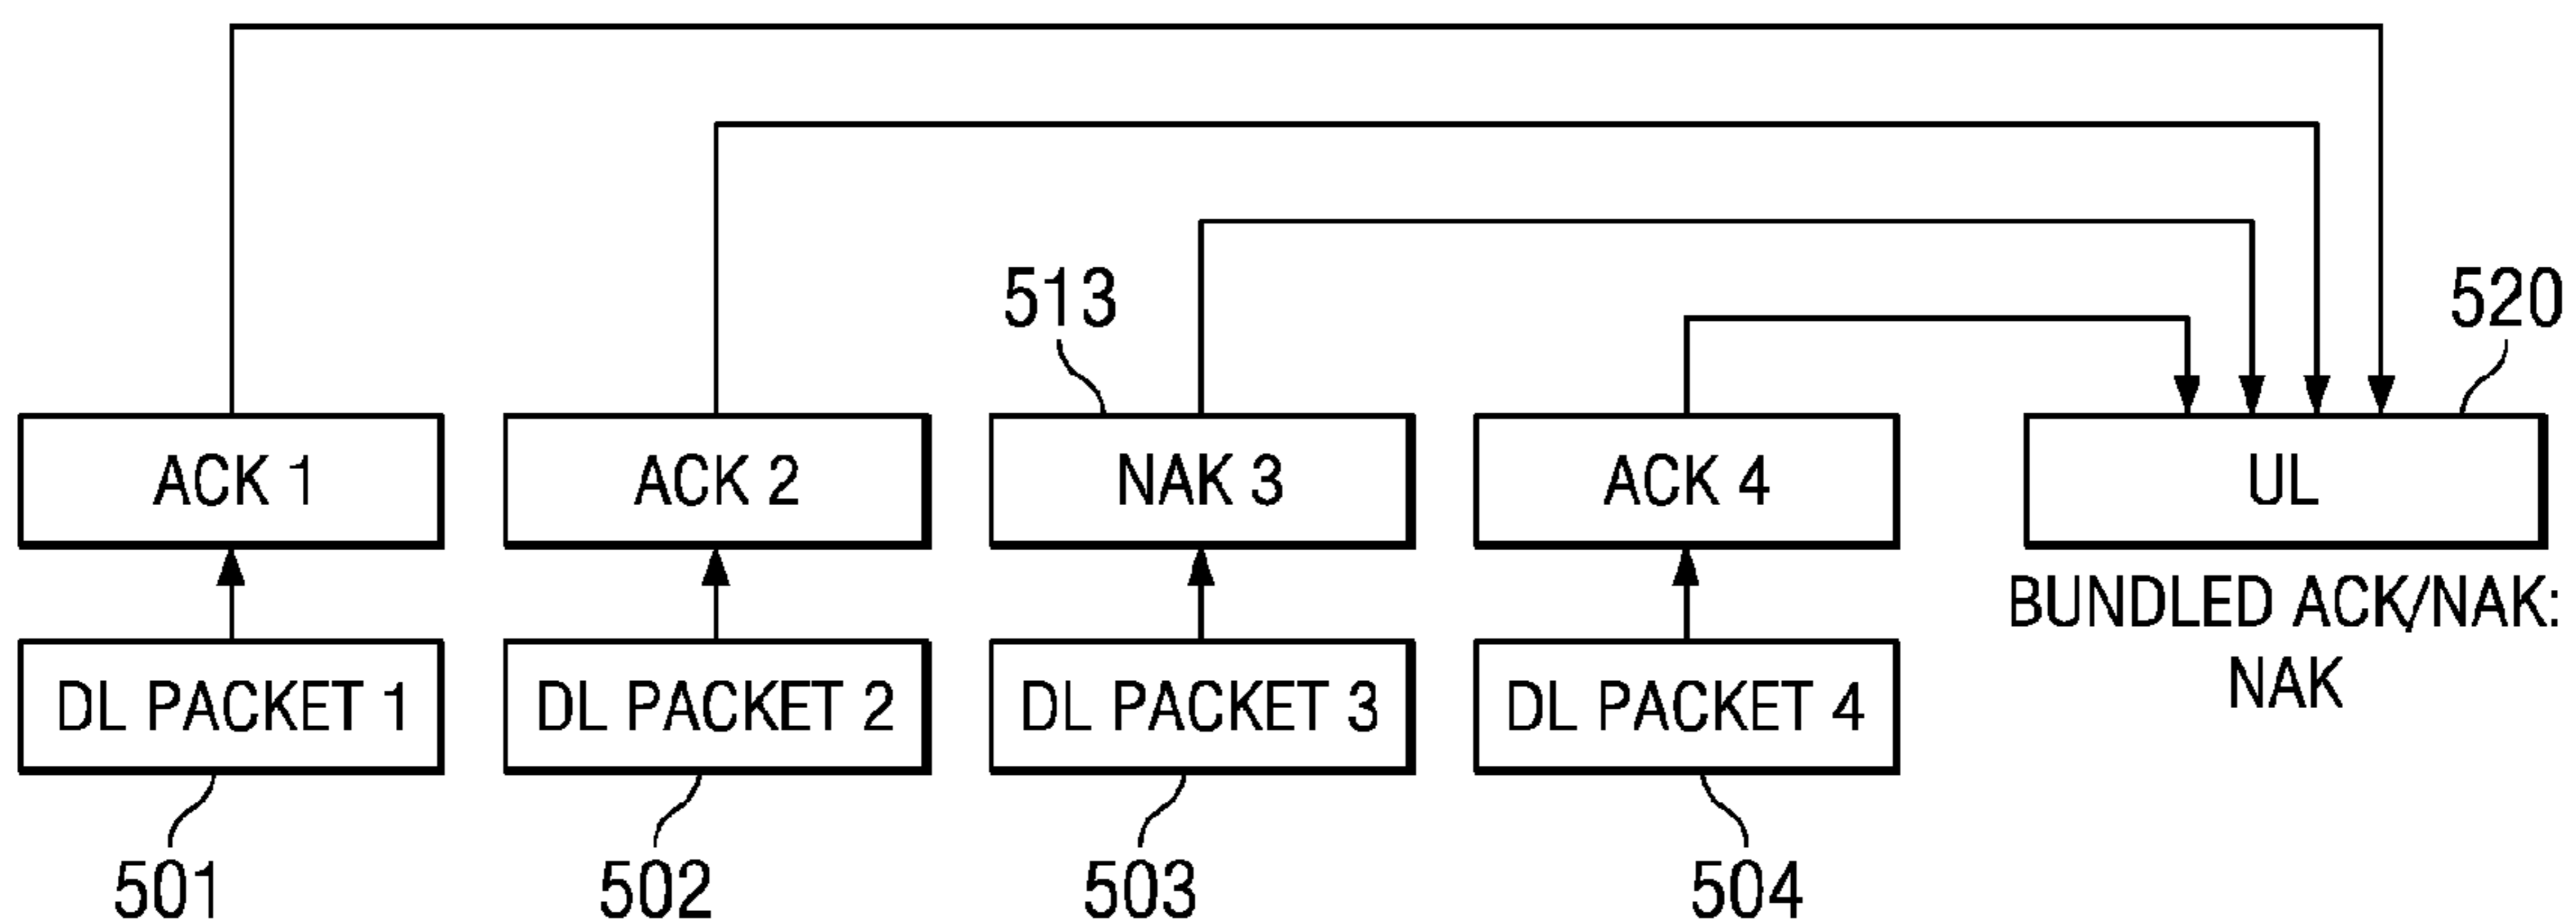 513
520
ACK 1
ACK 2
NAK 3
ACK 4
UL
BUNDLED ACK/NAK:
NAK
DL PACKET 1
DL PACKET 2
DL PACKET 3
DL PACKET 4
501
502
503
504